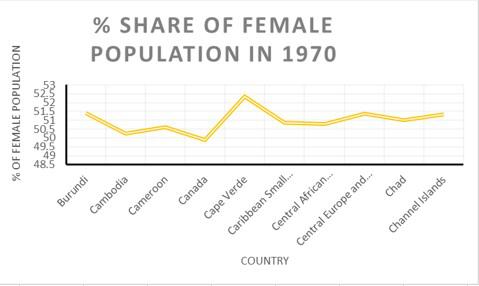 % SHARE OF FEMALE
POPULATION IN 1970
% OF FEMALE POPULATION
53
52.5
52
51.5
51
50.5
50
49.5
49
48.5
Burundi
Cambodia
Cameroon
Canada
Cape Verde
Caribbean Small...
Central African...
Central Europe and...
Chad
Channel Islands
COUNTRY